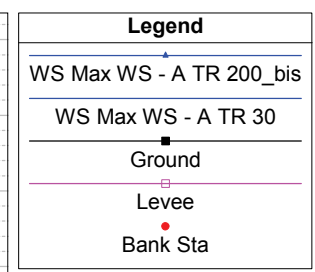 Legend
WS Max WS - A TR 200_bis
WS Max WS - A TR 30
Ground
Levee
Bank Sta